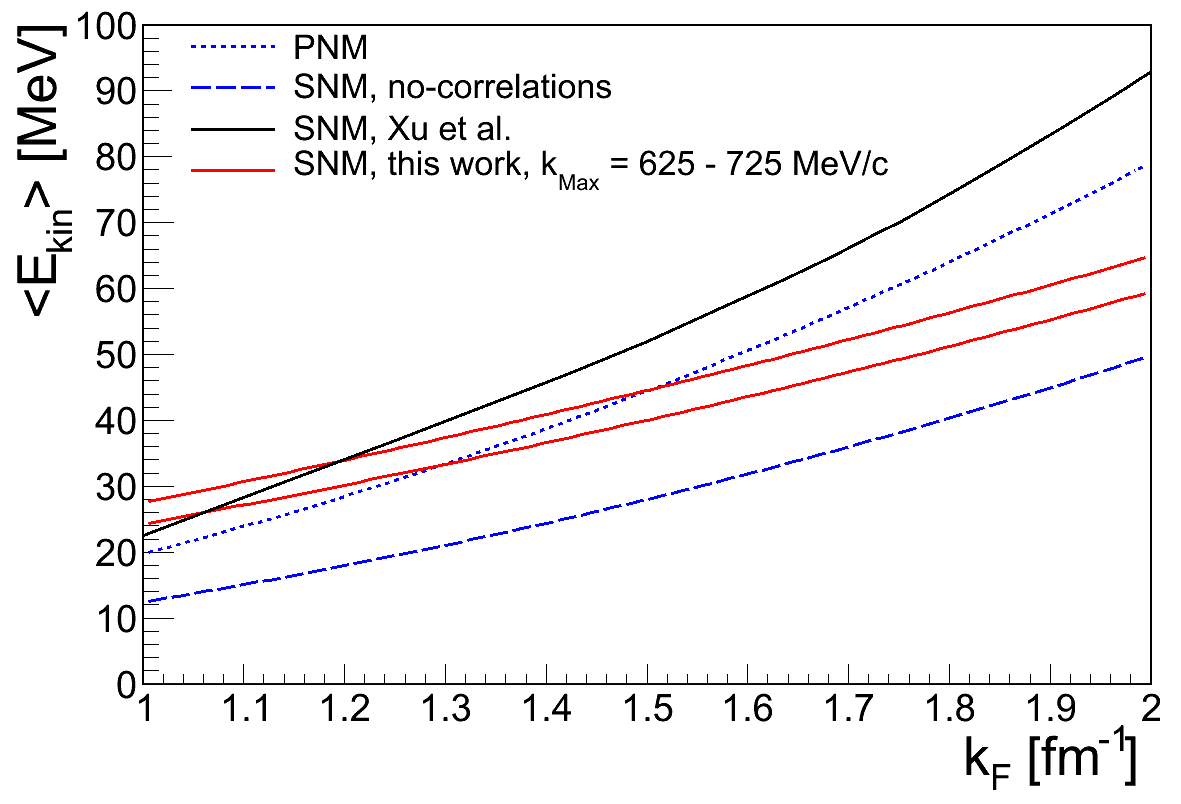 <E_kin> [MeV]
100
90
80
70
60
50
40
30
20
10
0
PNM
SNM, no-correlations
SNM, Xu et al.
SNM, this work, k_Max = 625 - 725 MeV/c
1 1.1 1.2 1.3 1.4 1.5 1.6 1.7 1.8 1.9 2
k_F [fm^-1]